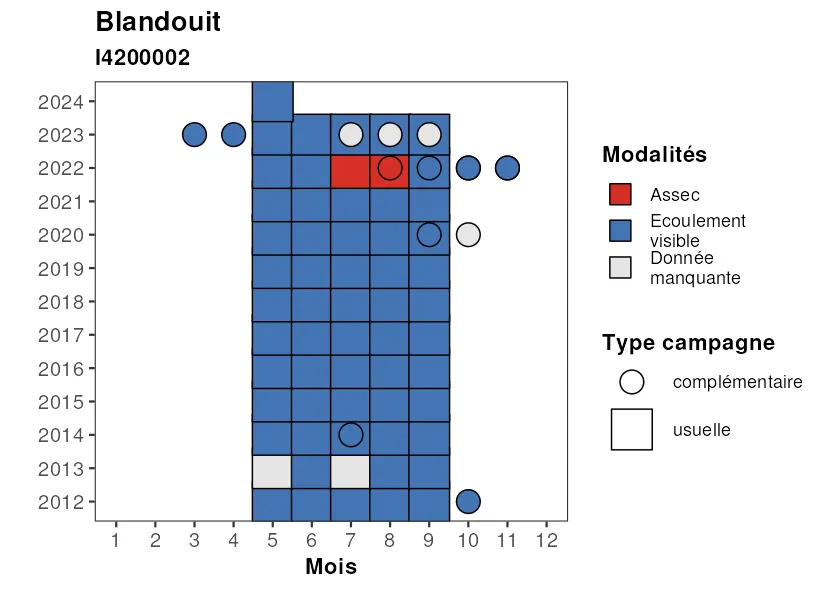 Blandouit
I4200002
2024
2023
2022
2021
2020
2019
2018
2017
2016
2015
2014
2013
2012
1 2 3 4 5 6 7 8 9 10 11 12
Mois
Modalités
Assec
Ecoulement
visible
Donnée
manquante
Type campagne
complémentaire
usuelle